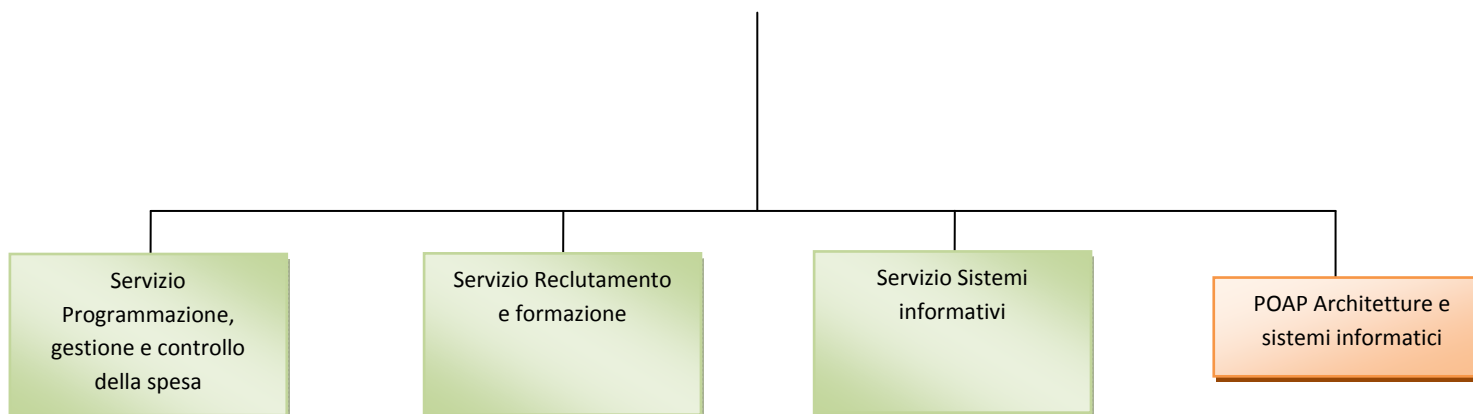 Servizio
Programmazione,
gestione e controllo
della spesa
Servizio Reclutamento
e formazione
Servizio Sistemi
informativi
POAP Architetture e
sistemi informatici